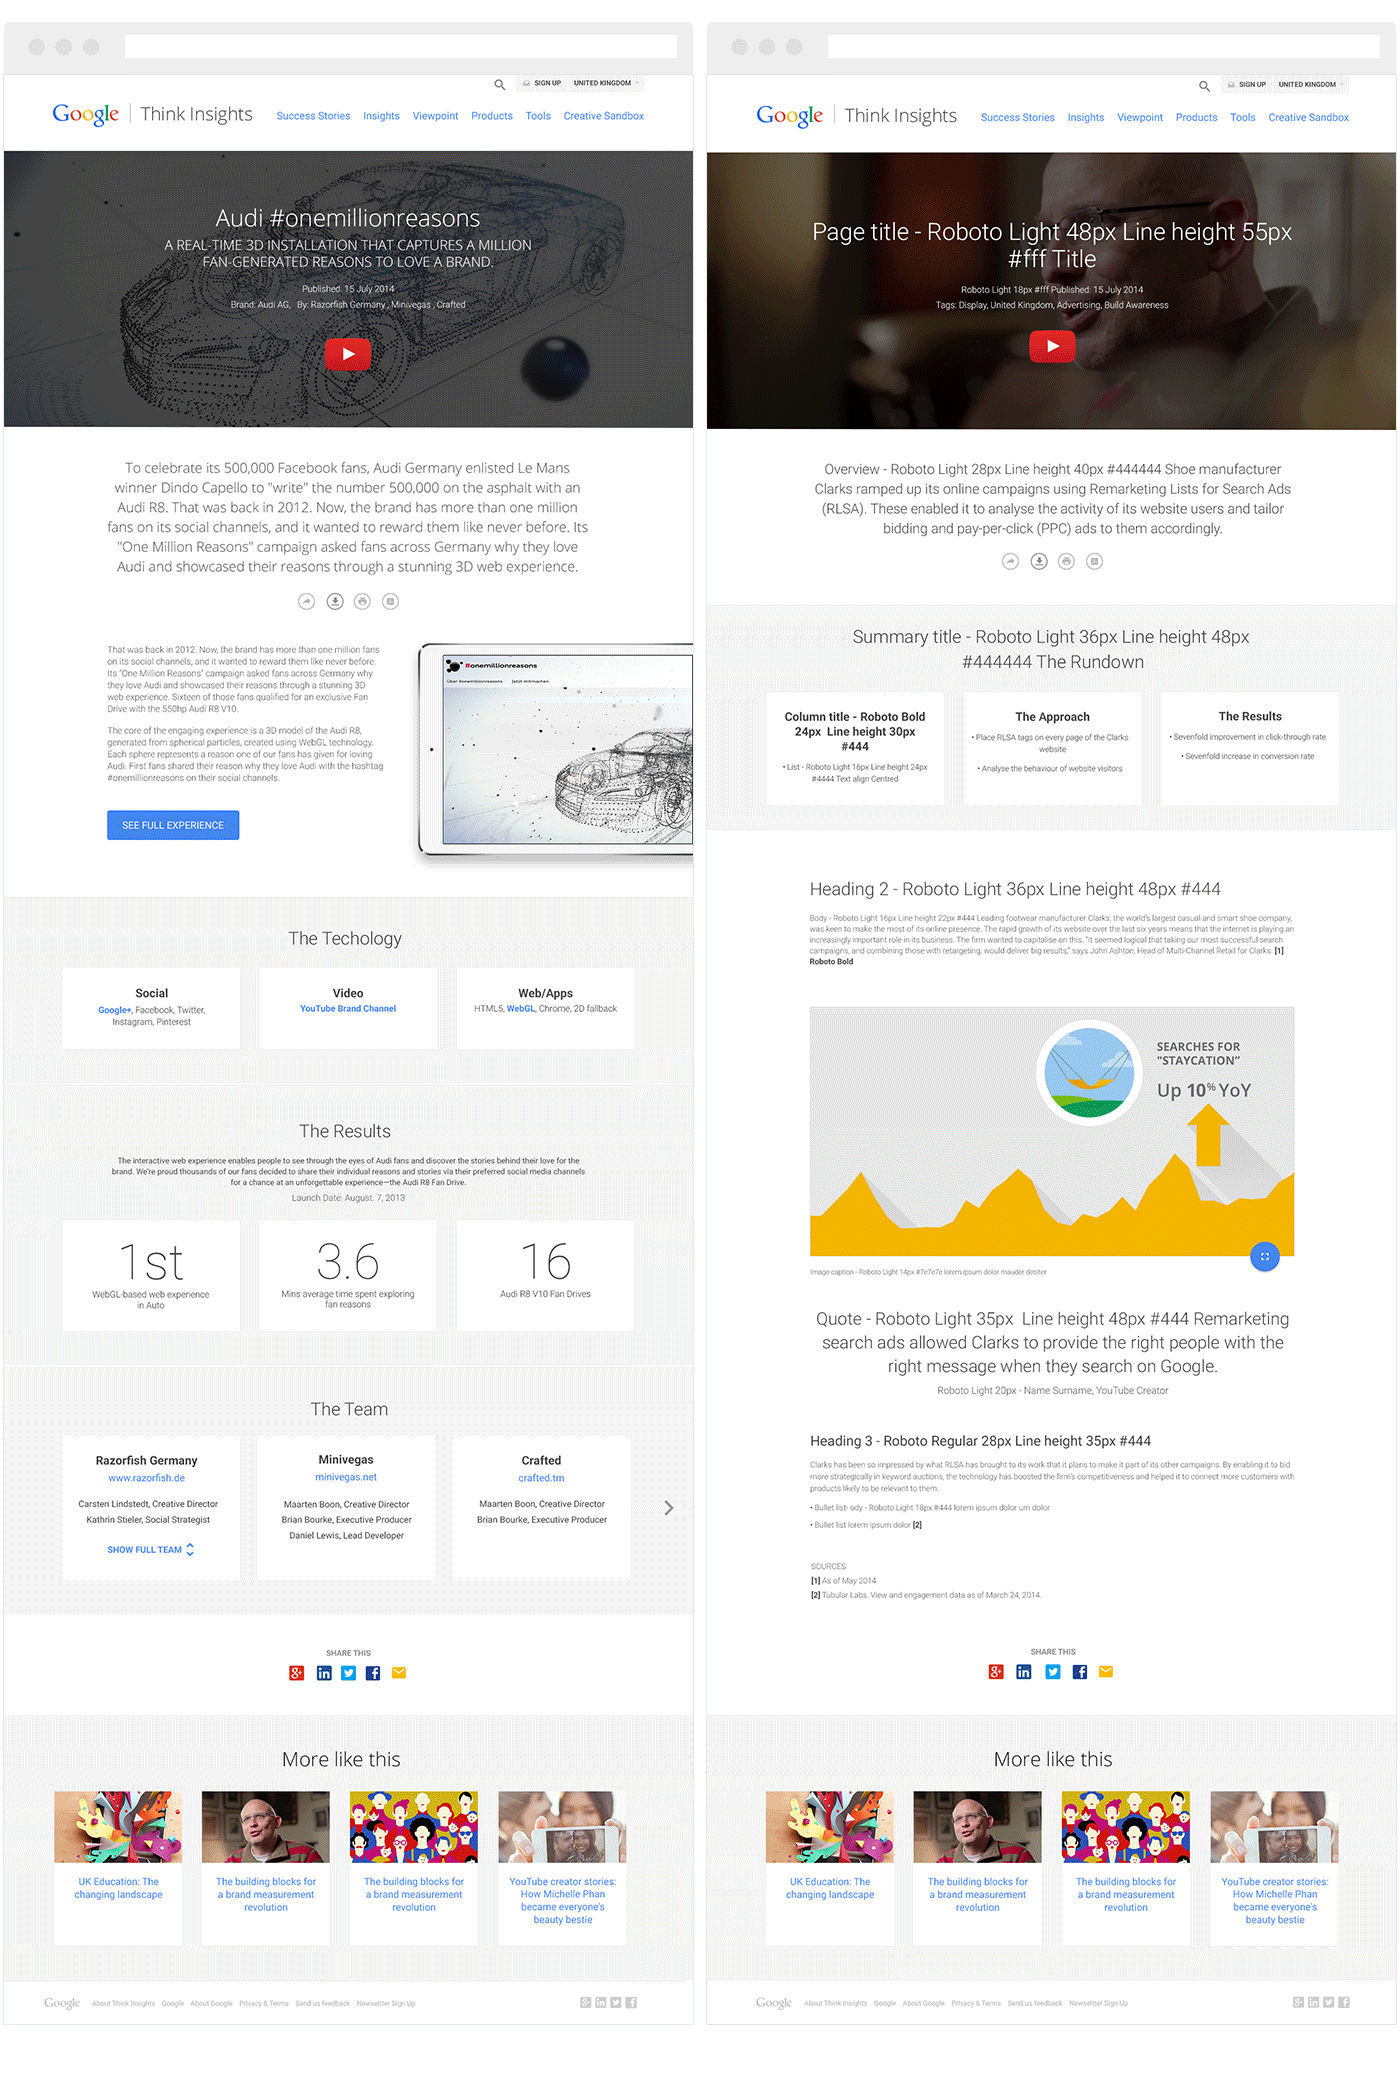 SIGN UP
UNITED KINGDOM
Google
Think Insights
Success Stories
Insights
Viewpoint
Products
Tools
Creative Sandbox
Audi #onemillionreasons
A REAL-TIME 3D INSTALLATION THAT CAPTURES A MILLION
FAN-GENERATED REASONS TO LOVE A BRAND.
Published: 15 July 2014
Brand: Audi AG, By: Razorfish Germany , Minivegas , Crafted
To celebrate its 500,000 Facebook fans, Audi Germany enlisted Le Mans
winner Dindo Capello to "write" the number 500,000 on the asphalt with an
Audi R8. That was back in 2012. Now, the brand has more than one million
fans on its social channels, and it wanted to reward them like never before. Its
"One Million Reasons" campaign asked fans across Germany why they love
Audi and showcased their reasons through a stunning 3D web experience.
That was back in 2012. Now, the brand has more than one million fans
on its social channels, and it wanted to reward them like never before.
Its "One Million Reasons" campaign asked fans across Germany why
they love Audi and showcased their reasons through a stunning 3D
web experience. Sixteen of those fans qualified for an exclusive Fan
Drive with the 550hp Audi R8 V10.
The core of the engaging experience is a 3D model of the Audi R8,
generated from spherical particles, created using WebGL technology.
Each sphere represents a reason one of our fans has given for loving
Audi. First fans shared their reason why they love Audi with the hashtag
#onemillionreasons on their social channels.
SEE FULL EXPERIENCE
#onemillionreasons
Über #onemillionreasons
Jetzt mitmachen
The Techology
Social
Google+, Facebook, Twitter,
Instagram, Pinterest
Video
YouTube Brand Channel
Web/Apps
HTML5, WebGL, Chrome, 2D fallback
The Results
The interactive web experience enables people to see through the eyes of Audi fans and discover the stories behind their love for the
brand. We're proud thousands of our fans decided to share their individual reasons and stories via their preferred social media channels
for a chance at an unforgettable experience—the Audi R8 Fan Drive.
Launch Date: August. 7, 2013
1st
WebGL-based web experience
in Auto
3.6
Mins average time spent exploring
fan reasons
16
Audi R8 V10 Fan Drives
The Team
Razorfish Germany
www.razorfish.de
Carsten Lindstedt, Creative Director
Kathrin Stieler, Social Strategist
SHOW FULL TEAM
Minivegas
minivegas.net
Maarten Boon, Creative Director
Brian Bourke, Executive Producer
Daniel Lewis, Lead Developer
Crafted
crafted.tm
Maarten Boon, Creative Director
Brian Bourke, Executive Producer
SHARE THIS
More like this
UK Education: The
changing landscape
The building blocks for
a brand measurement
revolution
The building blocks for
a brand measurement
revolution
YouTube creator stories:
How Michelle Phan
became everyone's
beauty bestie
Google
About Think Insights
Google
About Google
Privacy & Terms
Send us feedback
Newseltter Sign Up
SIGN UP
UNITED KINGDOM
Google
Think Insights
Success Stories
Insights
Viewpoint
Products
Tools
Creative Sandbox
Page title - Roboto Light 48px Line height 55px
#fff Title
Roboto Light 18px #fff Published: 15 July 2014
Tags: Display, United Kingdom, Advertising, Build Awareness
Overview - Roboto Light 28px Line height 40px #444444 Shoe manufacturer
Clarks ramped up its online campaigns using Remarketing Lists for Search Ads
(RLSA). These enabled it to analyse the activity of its website users and tailor
bidding and pay-per-click (PPC) ads to them accordingly.
Summary title - Roboto Light 36px Line height 48px
#444444 The Rundown
Column title - Roboto Bold
24px Line height 30px
#444
• List - Roboto Light 16px Line height 24px
#4444 Text align Centred
The Approach
• Place RLSA tags on every page of the Clarks
website
• Analyse the behaviour of website visitors
The Results
• Sevenfold improvement in click-through rate
• Sevenfold increase in conversion rate
Heading 2 - Roboto Light 36px Line height 48px #444
Body - Roboto Light 16px Line height 22px #444 Leading footwear manufacturer Clarks, the world's largest casual and smart shoe company,
was keen to make the most of its online presence. The rapid growth of its website over the last six years means that the internet is playing an
increasingly important role in its business. The firm wanted to capitalise on this. "It seemed logical that taking our most successful search
campaigns, and combining those with retargeting, would deliver big results," says John Ashton, Head of Multi-Channel Retail for Clarks. [1]
Roboto Bold
SEARCHES FOR
"STAYCATION"
Up 10% YoY
Image caption - Roboto Light 14px #7e7e7e lorem ipsum dolor mauder desiter
Quote - Roboto Light 35px Line height 48px #444 Remarketing
search ads allowed Clarks to provide the right people with the
right message when they search on Google.
Roboto Light 20px - Name Surname, YouTube Creator
Heading 3 - Roboto Regular 28px Line height 35px #444
Clarks has been so impressed by what RLSA has brought to its work that it plans to make it part of its other campaigns. By enabling it to bid
more strategically in keyword auctions, the technology has boosted the firm's competitiveness and helped it to connect more customers with
products likely to be relevant to them.
• Bullet list- ody - Roboto Light 18px #444 lorem ipsum dolor um dolor
• Bullet list lorem ipsum dolor [2]
SOURCES
[1] As of May 2014
[2] Tubular Labs: View and engagement data as of March 24, 2014.
SHARE THIS
More like this
UK Education: The
changing landscape
The building blocks for
a brand measurement
revolution
The building blocks for
a brand measurement
revolution
YouTube creator stories:
How Michelle Phan
became everyone's
beauty bestie
Google
About Think Insights
Google
About Google
Privacy & Terms
Send us feedback
Newseltter Sign Up